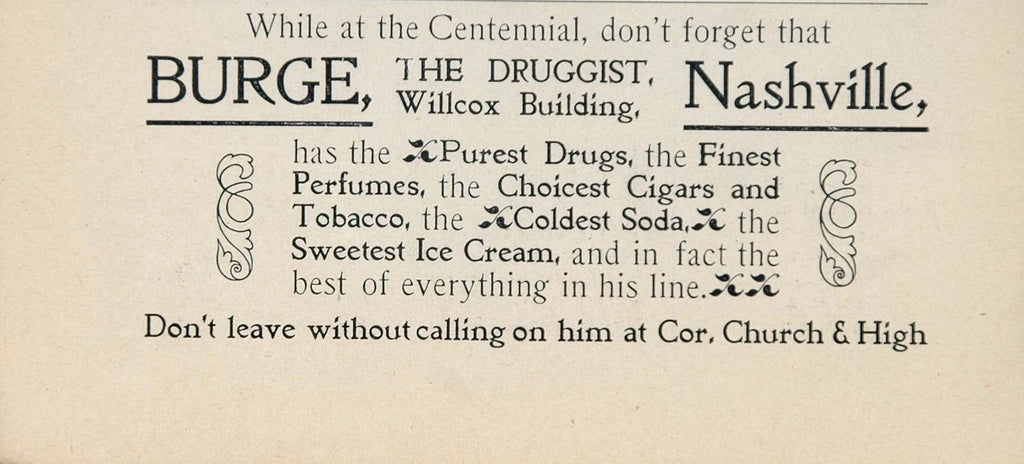 While at the Centennial, don't forget that
BURGE, THE DRUGGIST, Willcox Building, Nashville,
has the Purest Drugs, the Finest
Perfumes, the Choicest Cigars and
Tobacco, the Coldest Soda, the
Sweetest Ice Cream, and in fact the
best of everything in his line.
Don't leave without calling on him at Cor. Church & High